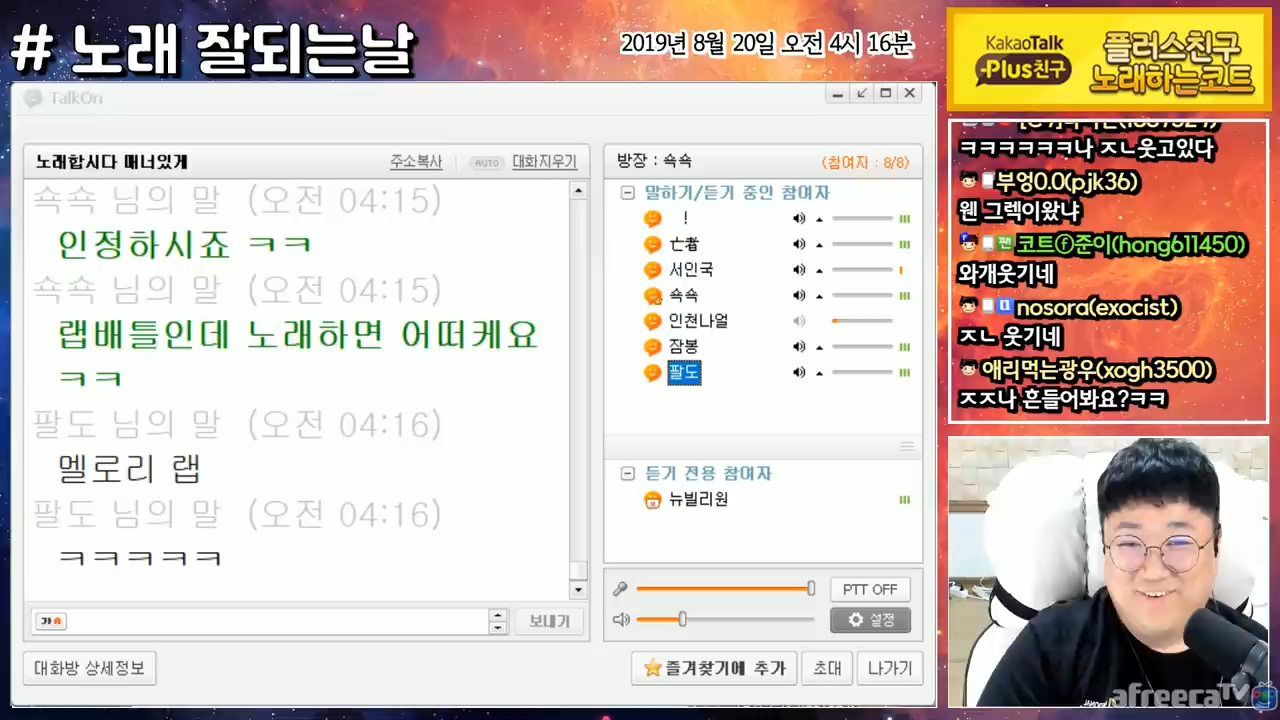 # 노래 잘되는날
2019년 8월 20일 오전 4시 16분
KakaoTalk
-Plus친구
플러스친구
노래하는코트
TalkOn
노래합시다 매너있게
주소복사
AUTO
대화지우기
쇽쇽 님의 말 (오전 04:15)
인정하시죠 ㅋㅋ
쇽쇽 님의 말 (오전 04:15)
랩배틀인데 노래하면 어떠케요
ㅋㅋ
팔도 님의 말 (오전 04:16)
멜로리 랩
팔도 님의 말 (오전 04:16)
ㅋㅋㅋㅋㅋ
가
보내기
대화방 상세정보
방장 : 쇽쇽
(참여자 : 8/8)
말하기/듣기 중인 참여자
!
亡者
서인국
쇽쇽
인천나얼
잠봉
팔도
듣기 전용 참여자
뉴빌리원
PTT OFF
설정
즐겨찾기에 추가
초대
나가기
ㅋㅋㅋㅋㅋㅋ나 ㅈㄴ웃고있다
부엉0.0(pjk36)
웬 그렉이왔냐
팬 코트ⓕ준이(hong611450)
와개웃기네
nosora(exocist)
ㅈㄴ 웃기네
애리먹는광우(xogh3500)
ㅈㅈ나 흔들어봐요?ㅋㅋ
afreecaTV